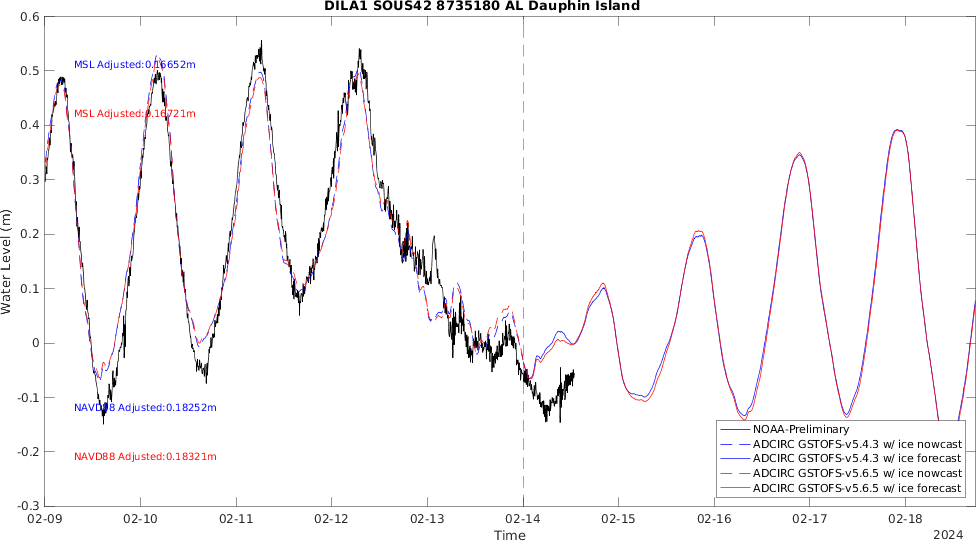 DILA1 SOUS42 8735180 AL Dauphin Island
0.6
MSL Adjusted:0.16652m
0.5
MSL Adjusted:0.16721m
0.4
0.3
0.2
Water Level (m)
0.1
0
-0.1
NAVD88 Adjusted:0.18252m
NOAA-Preliminary
ADCIRC GSTOFS-v5.4.3 w/ ice nowcast
-0.2
NAVD88 Adjusted:0.18321m
ADCIRC GSTOFS-v5.4.3 w/ ice forecast
ADCIRC GSTOFS-v5.6.5 w/ ice nowcast
ADCIRC GSTOFS-v5.6.5 w/ ice forecast
-0.3
02-09 02-10 02-11 02-12 02-13 02-14 02-15 02-16 02-17 02-18
Time
2024